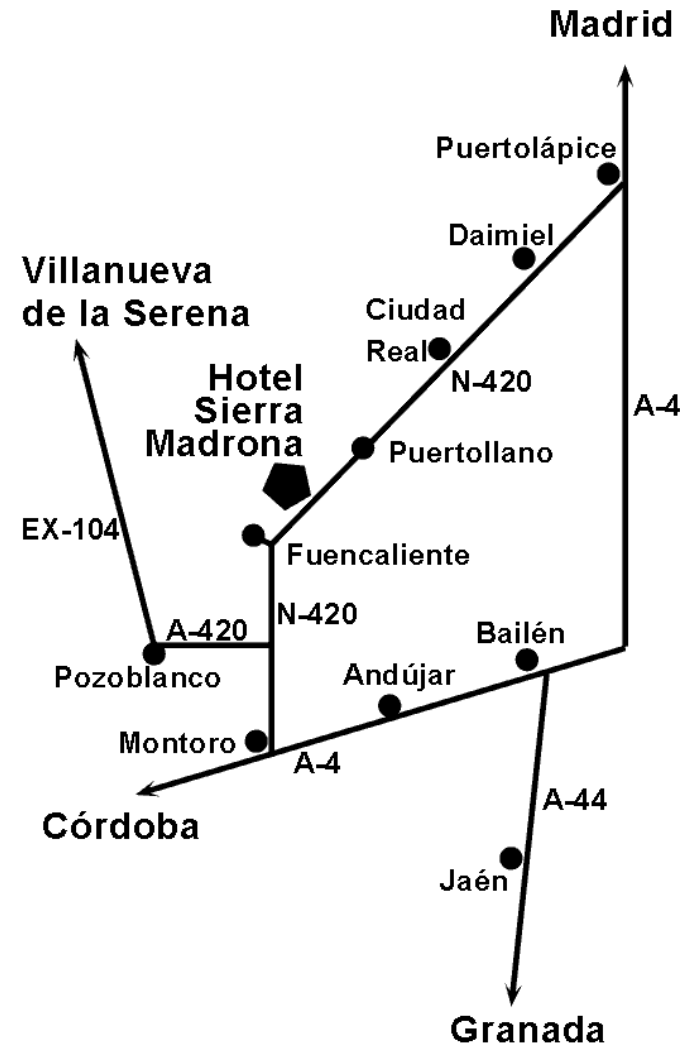 Madrid
Puertolápice
Daimiel
Villanueva
de la Serena
Ciudad
Real
Hotel
Sierra
Madrona
N-420
A-4
Puertollano
EX-104
Fuencaliente
N-420
A-420
Bailén
Pozoblanco
Andújar
Montoro
A-4
Córdoba
A-44
Jaén
Granada